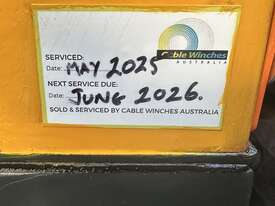 Cable Winches
AUSTRALIA
SERVICED:
Date: MAY 2025
NEXT SERVICE DUE:
Date: JUNE 2026.
SOLD & SERVICED BY CABLE WINCHES AUSTRALIA